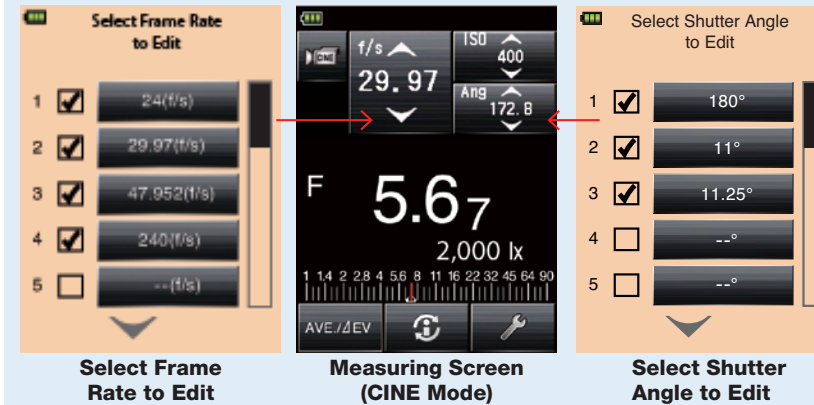 Select Frame Rate
to Edit
1 24(f/s)
2 29.97(f/s)
3 47.952(f/s)
4 240(f/s)
5 --(f/s)
Select Frame
Rate to Edit
CINE
f/s
29.97
ISO
400
Ang
172.8
F 5.67
2,000 lx
1 1.4 2 2.8 4 5.6 8 11 16 22 32 45 64 90
AVE./⊿EV
Measuring Screen
(CINE Mode)
Select Shutter Angle
to Edit
1 180°
2 11°
3 11.25°
4 --°
5 --°
Select Shutter
Angle to Edit